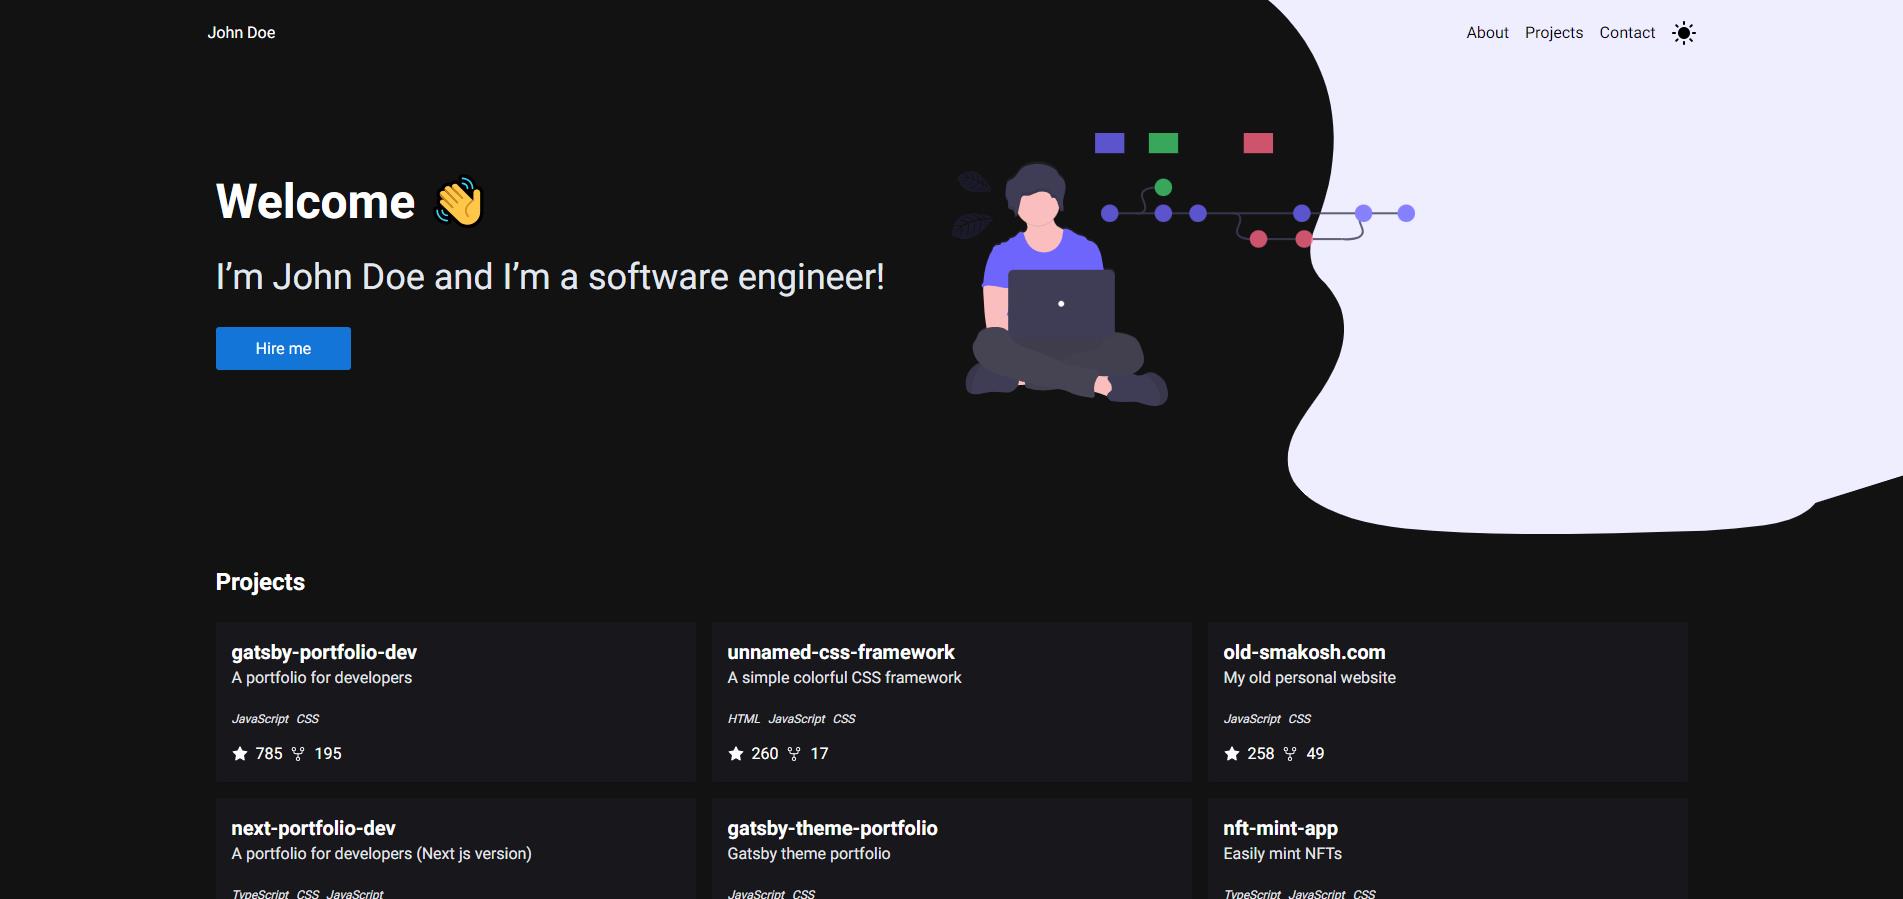 John Doe
About Projects Contact
Welcome
I’m John Doe and I’m a software engineer!
Hire me
Projects
gatsby-portfolio-dev
A portfolio for developers
JavaScript CSS
785 195
unnamed-css-framework
A simple colorful CSS framework
HTML JavaScript CSS
260 17
old-smakosh.com
My old personal website
JavaScript CSS
258 49
next-portfolio-dev
A portfolio for developers (Next js version)
TypeScript CSS JavaScript
gatsby-theme-portfolio
Gatsby theme portfolio
JavaScript CSS
nft-mint-app
Easily mint NFTs
TypeScript JavaScript CSS